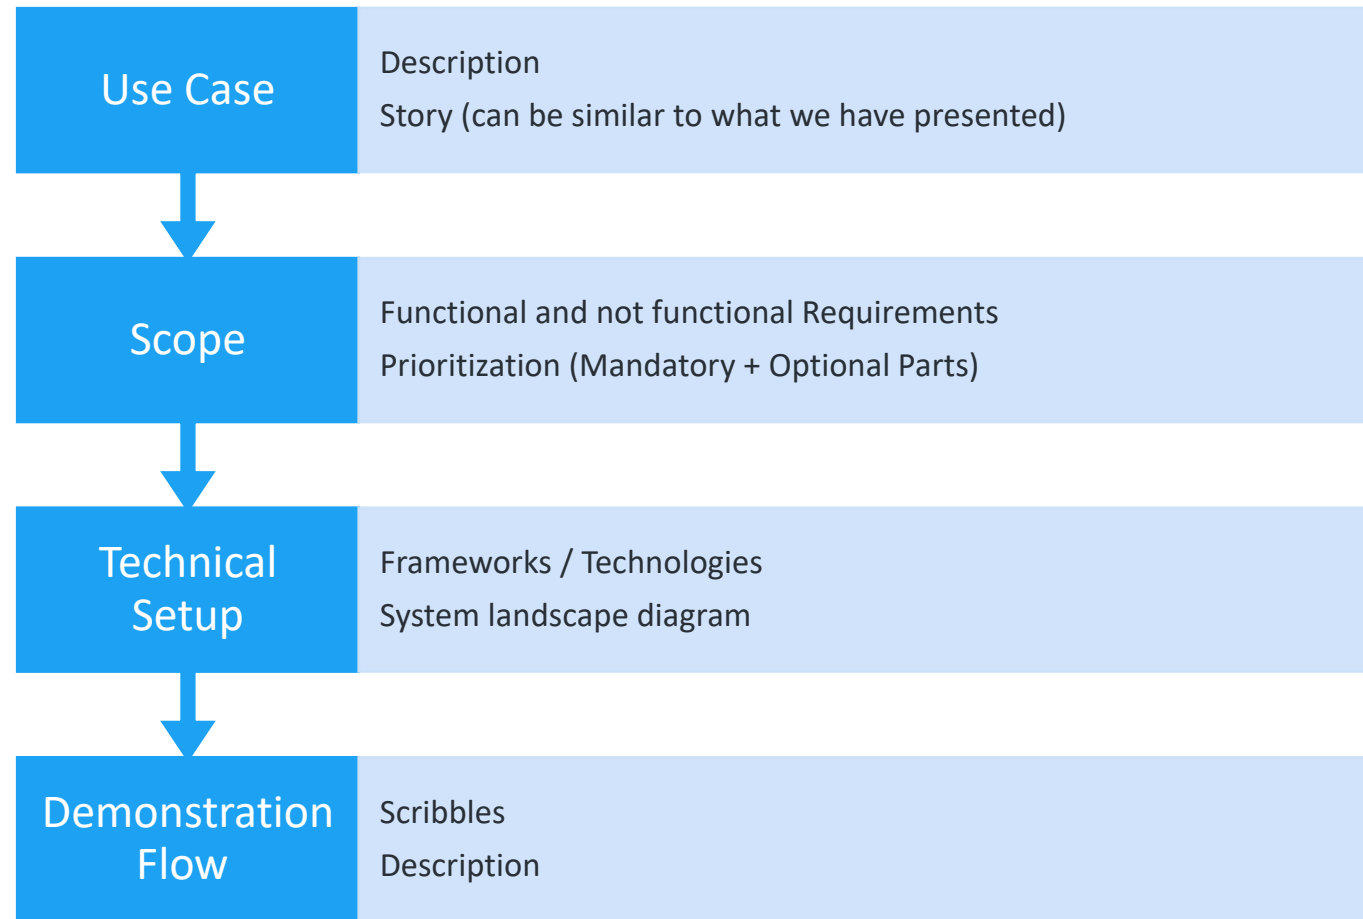 Use Case
Description
Story (can be similar to what we have presented)
Scope
Functional and not functional Requirements
Prioritization (Mandatory + Optional Parts)
Technical
Setup
Frameworks / Technologies
System landscape diagram
Demonstration
Flow
Scribbles
Description